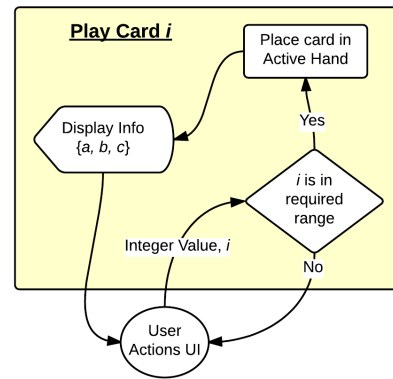 Play Card i
Place card in
Active Hand
Display Info
{a, b, c}
Yes
i is in
required
range
Integer Value, i
No
User
Actions UI